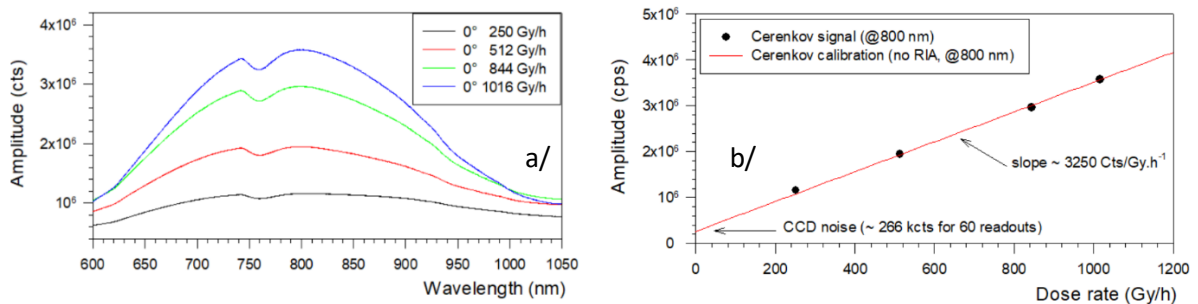 4x10⁶
3x10⁶
2x10⁶
10⁶
Amplitude (cts)
0° 250 Gy/h
0° 512 Gy/h
0° 844 Gy/h
0° 1016 Gy/h
a/
600 650 700 750 800 850 900 950 1000 1050
Wavelength (nm)
5x10⁶
4x10⁶
3x10⁶
2x10⁶
10⁶
0
Amplitude (cps)
Cerenkov signal (@800 nm)
Cerenkov calibration (no RIA, @800 nm)
b/
slope ~ 3250 Cts/Gy.h⁻¹
CCD noise (~ 266 kcts for 60 readouts)
0 200 400 600 800 1000 1200
Dose rate (Gy/h)